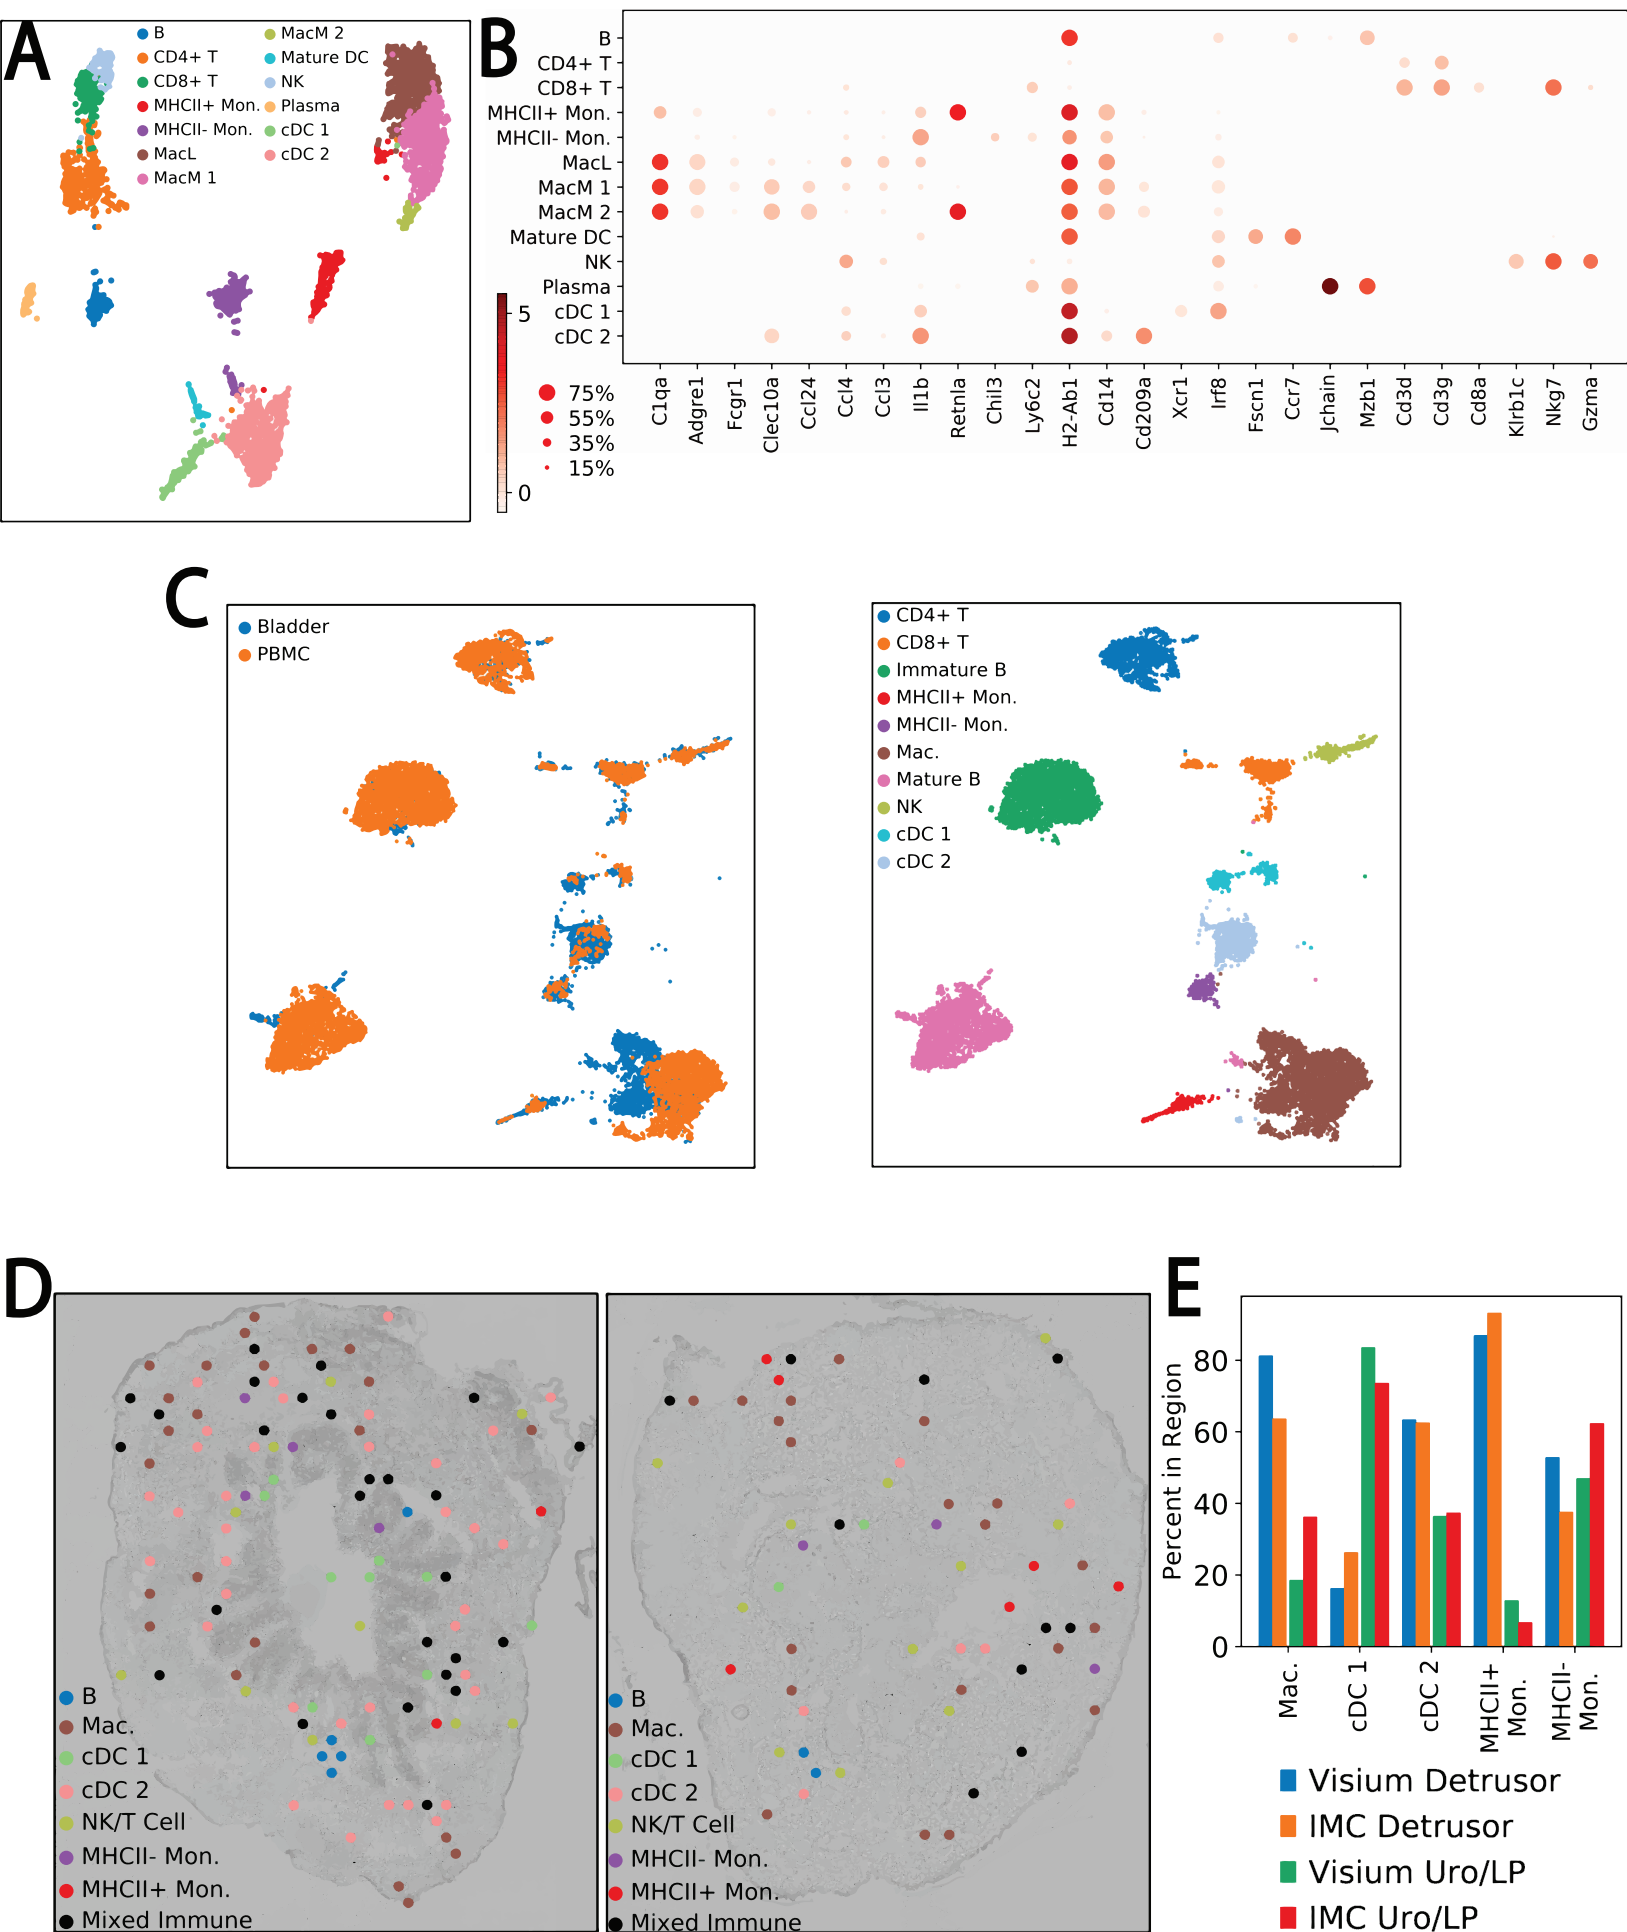 A
B
CD4+ T
CD8+ T
MHCII+ Mon.
MHCII- Mon.
MacL
MacM 1
MacM 2
Mature DC
NK
Plasma
cDC 1
cDC 2
B
B
CD4+ T
CD8+ T
MHCII+ Mon.
MHCII- Mon.
MacL
MacM 1
MacM 2
Mature DC
NK
Plasma
cDC 1
cDC 2
5
0
75%
55%
35%
15%
C1qa
Adgre1
Fcgr1
Clec10a
Ccl24
Ccl4
Ccl3
Il1b
Retnla
Chil3
Ly6c2
H2-Ab1
Cd14
Cd209a
Xcr1
Irf8
Fscn1
Ccr7
Jchain
Mzb1
Cd3d
Cd3g
Cd8a
Klrb1c
Nkg7
Gzma
C
Bladder
PBMC
CD4+ T
CD8+ T
Immature B
MHCII+ Mon.
MHCII- Mon.
Mac.
Mature B
NK
cDC 1
cDC 2
D
B
Mac.
cDC 1
cDC 2
NK/T Cell
MHCII- Mon.
MHCII+ Mon.
Mixed Immune
B
Mac.
cDC 1
cDC 2
NK/T Cell
MHCII- Mon.
MHCII+ Mon.
Mixed Immune
E
Percent in Region
80
60
40
20
0
Mac.
cDC 1
cDC 2
MHCII+
Mon.
MHCII-
Mon.
Visium Detrusor
IMC Detrusor
Visium Uro/LP
IMC Uro/LP